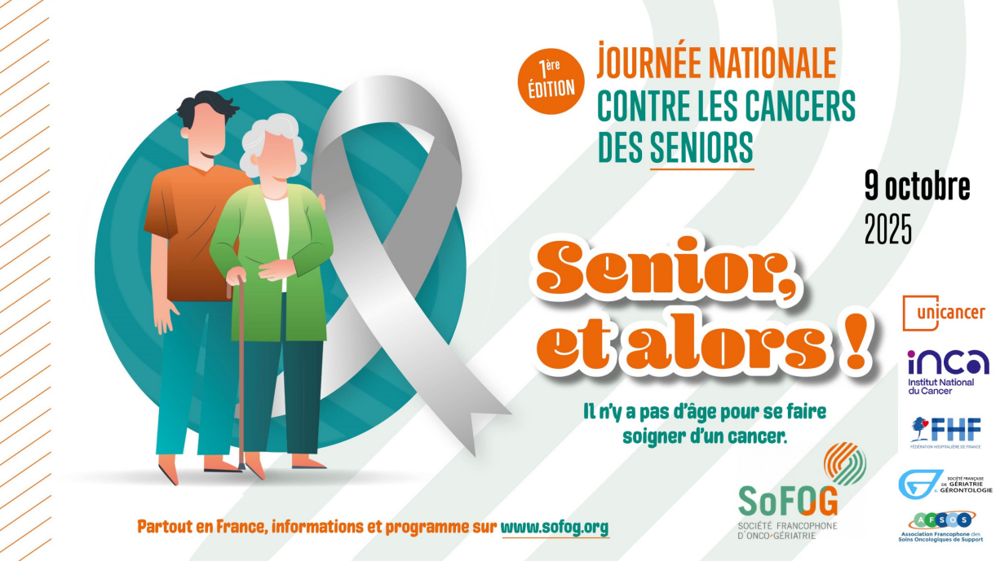 1ère
ÉDITION
JOURNÉE NATIONALE
CONTRE LES CANCERS
DES SENIORS
9 octobre
2025
Senior,
et alors !
Il n'y a pas d'âge pour se faire
soigner d'un cancer.
unicancer
inca
Institut National
du Cancer
FHF
FÉDÉRATION HOSPITALIÈRE DE FRANCE
SOCIÉTÉ FRANÇAISE
DE GÉRIATRIE
& GÉRONTOLOGIE
AFSOS
Association Francophone des
Soins Oncologiques de Support
SoFOG
SOCIÉTÉ FRANCOPHONE
D'ONCO-GÉRIATRIE
Partout en France, informations et programme sur www.sofog.org